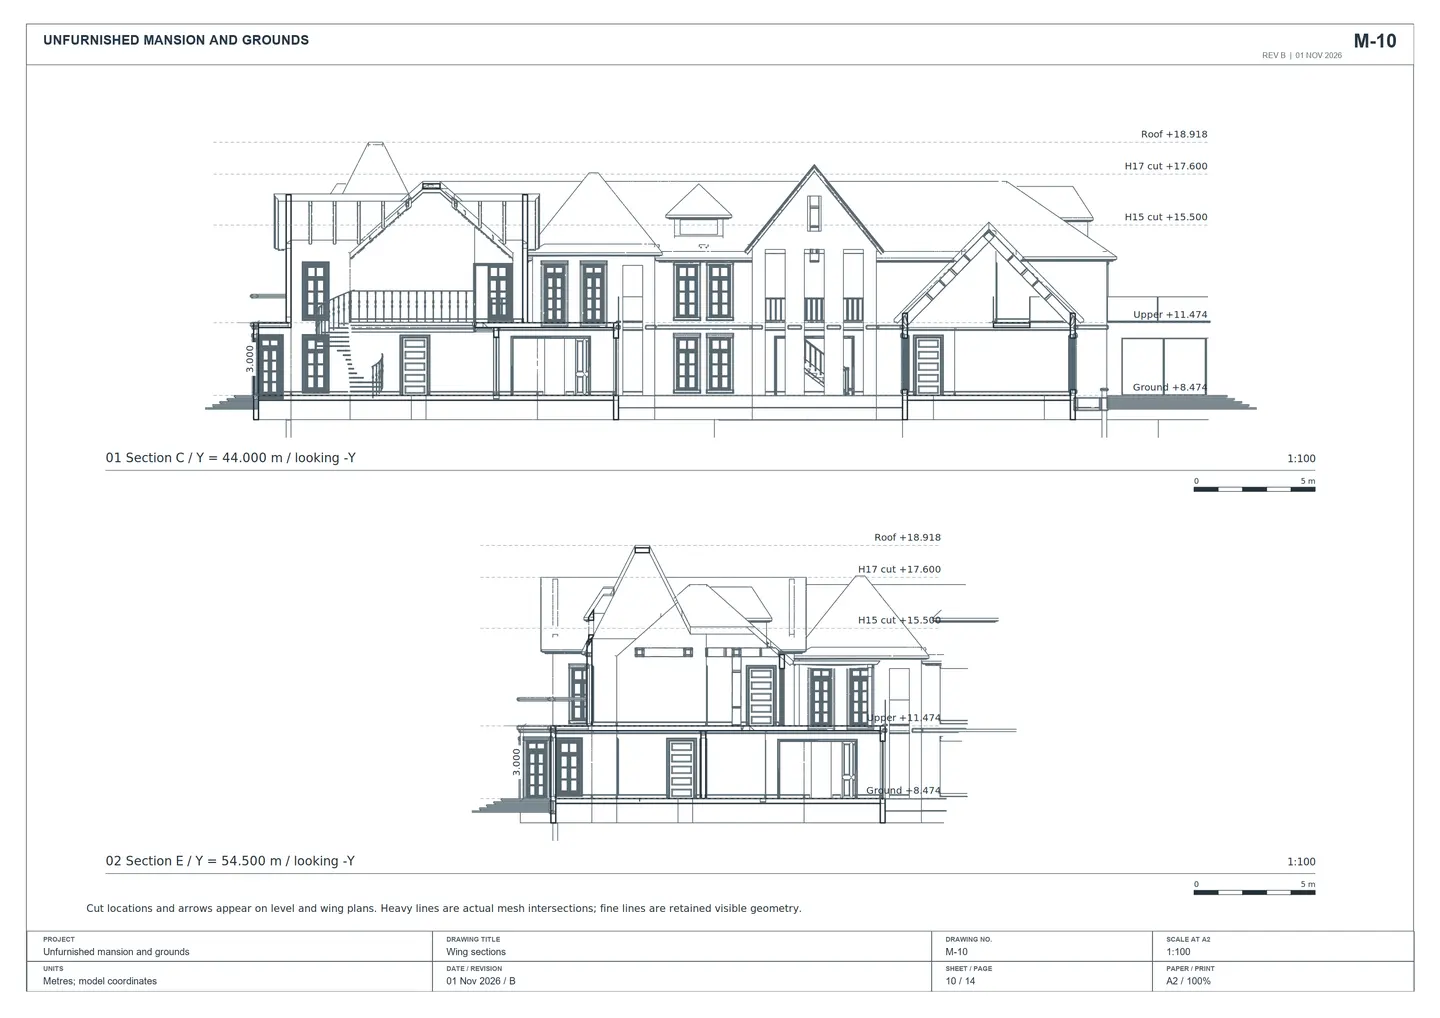 UNFURNISHED MANSION AND GROUNDS
M-10
REV B | 01 NOV 2026
Roof +18.918
H17 cut +17.600
H15 cut +15.500
Upper +11.474
3.000
Ground +8.474
01 Section C / Y = 44.000 m / looking -Y
1:100
0 5 m
Roof +18.918
H17 cut +17.600
H15 cut +15.500
Upper +11.474
3.000
Ground +8.474
02 Section E / Y = 54.500 m / looking -Y
1:100
0 5 m
Cut locations and arrows appear on level and wing plans. Heavy lines are actual mesh intersections; fine lines are retained visible geometry.
PROJECT
Unfurnished mansion and grounds
DRAWING TITLE
Wing sections
DRAWING NO.
M-10
SCALE AT A2
1:100
UNITS
Metres; model coordinates
DATE / REVISION
01 Nov 2026 / B
SHEET / PAGE
10 / 14
PAPER / PRINT
A2 / 100%